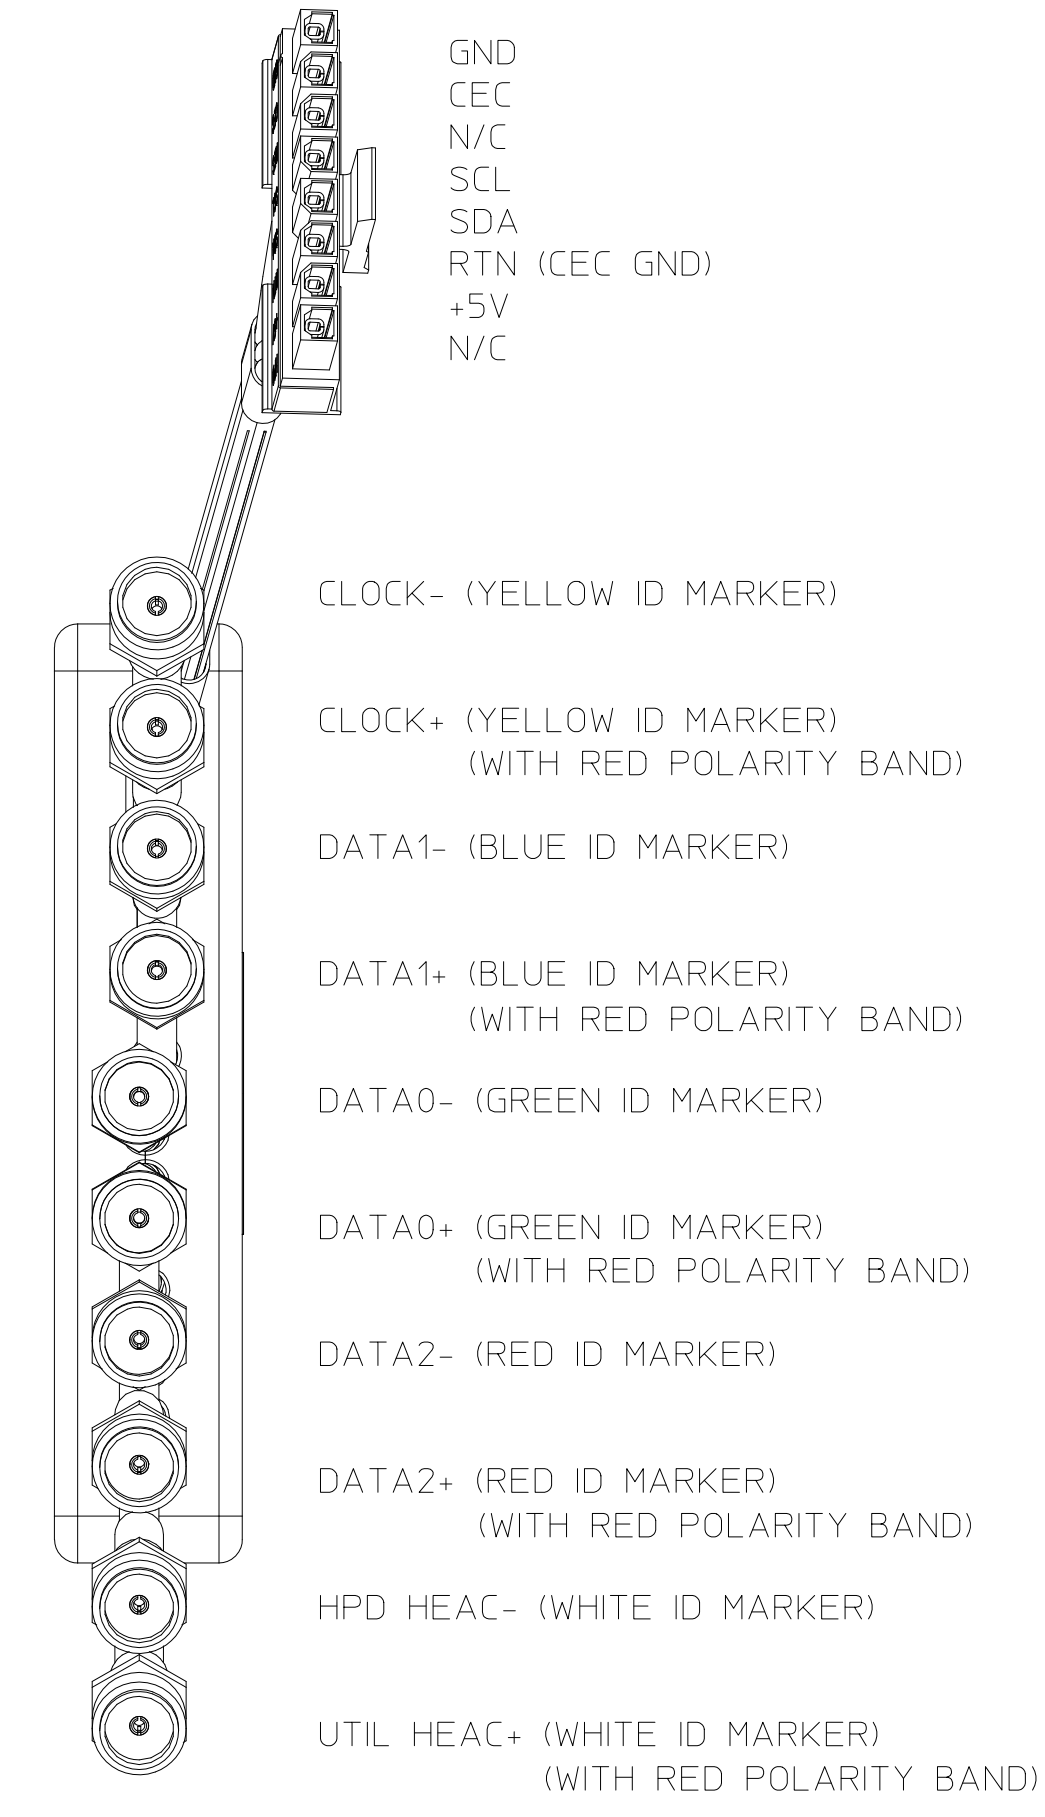 GND
CEC
N/C
SCL
SDA
RTN (CEC GND)
+5V
N/C
CLOCK- (YELLOW ID MARKER)
CLOCK+ (YELLOW ID MARKER)
(WITH RED POLARITY BAND)
DATA1- (BLUE ID MARKER)
DATA1+ (BLUE ID MARKER)
(WITH RED POLARITY BAND)
DATA0- (GREEN ID MARKER)
DATA0+ (GREEN ID MARKER)
(WITH RED POLARITY BAND)
DATA2- (RED ID MARKER)
DATA2+ (RED ID MARKER)
(WITH RED POLARITY BAND)
HPD HEAC- (WHITE ID MARKER)
UTIL HEAC+ (WHITE ID MARKER)
(WITH RED POLARITY BAND)